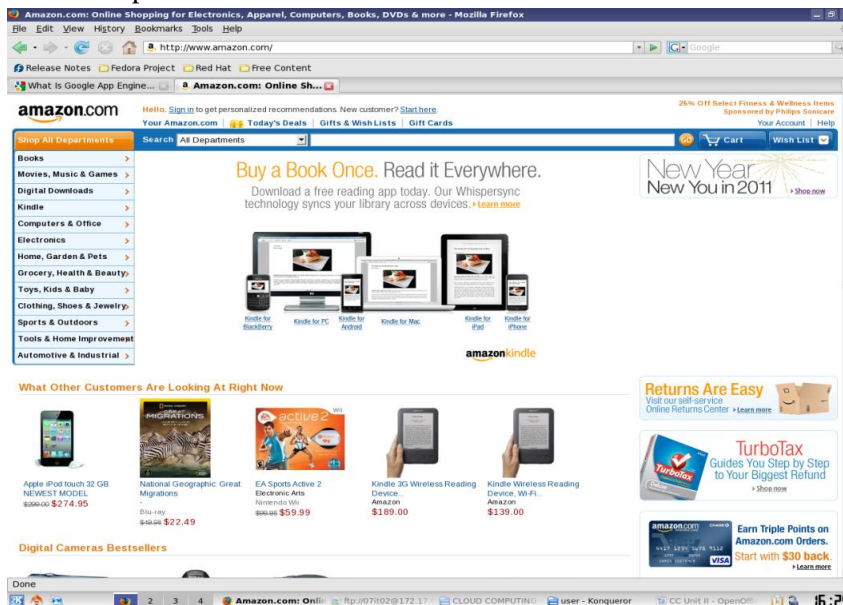 Amazon.com: Online Shopping for Electronics, Apparel, Computers, Books, DVDs & more - Mozilla Firefox
File Edit View History Bookmarks Tools Help
http://www.amazon.com/
Google
Release Notes Fedora Project Red Hat Free Content
What Is Google App Engine...
Amazon.com: Online Sh...
amazon.com
Hello. Sign in to get personalized recommendations. New customer? Start here.
Your Amazon.com Today's Deals Gifts & Wish Lists Gift Cards
25% Off Select Fitness & Wellness Items
Sponsored by Philips Sonicare
Your Account Help
Shop All Departments
Search All Departments
GO
Cart
Wish List
Books
Movies, Music & Games
Digital Downloads
Kindle
Computers & Office
Electronics
Home, Garden & Pets
Grocery, Health & Beauty
Toys, Kids & Baby
Clothing, Shoes & Jewelry
Sports & Outdoors
Tools & Home Improvement
Automotive & Industrial
Buy a Book Once. Read it Everywhere.
Download a free reading app today. Our Whispersync
technology syncs your library across devices. Learn more
Kindle for BlackBerry
Kindle for PC
Kindle for Android
Kindle for Mac
Kindle for iPad
Kindle for iPhone
amazonkindle
New Year
New You in 2011
Shop now
What Other Customers Are Looking At Right Now
Apple iPod touch 32 GB
NEWEST MODEL
$299.00 $274.95
MIGRATIONS
National Geographic: Great
Migrations
-
Blu-ray
$49.98 $22.49
active2
Wii
EA Sports Active 2
Electronic Arts
Nintendo Wii
$99.96 $59.99
Kindle 3G Wireless Reading
Device...
Amazon
$189.00
Kindle Wireless Reading
Device, Wi-Fi...
Amazon
$139.00
Returns Are Easy
Visit our self-service
Online Returns Center Learn more
TurboTax
TurboTax
Guides You Step by Step
to Your Biggest Refund
Shop now
amazon.com
VISA
Earn Triple Points on
Amazon.com Orders.
Start with $30 back.
Learn more
Digital Cameras Bestsellers
Done
2 3 4
Amazon.com: Onlin
ftp://07it02@172.17.
CLOUD COMPUTING
user - Konqueror
CC Unit II - OpenOffi